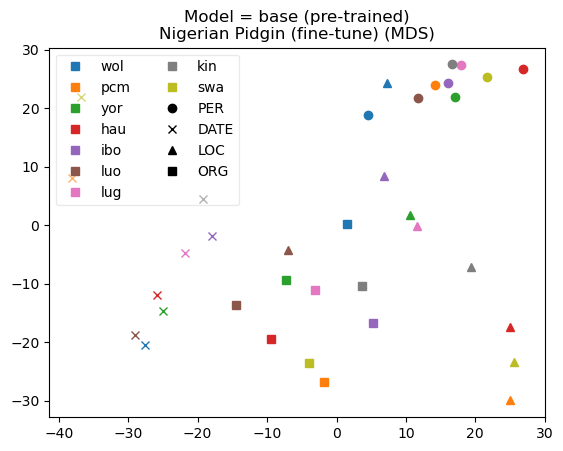 Model = base (pre-trained)
Nigerian Pidgin (fine-tune) (MDS)
30
20
10
0
−10
−20
−30
−40
−30
−20
−10
0
10
20
30
wol
pcm
yor
hau
ibo
luo
lug
kin
swa
PER
DATE
LOC
ORG